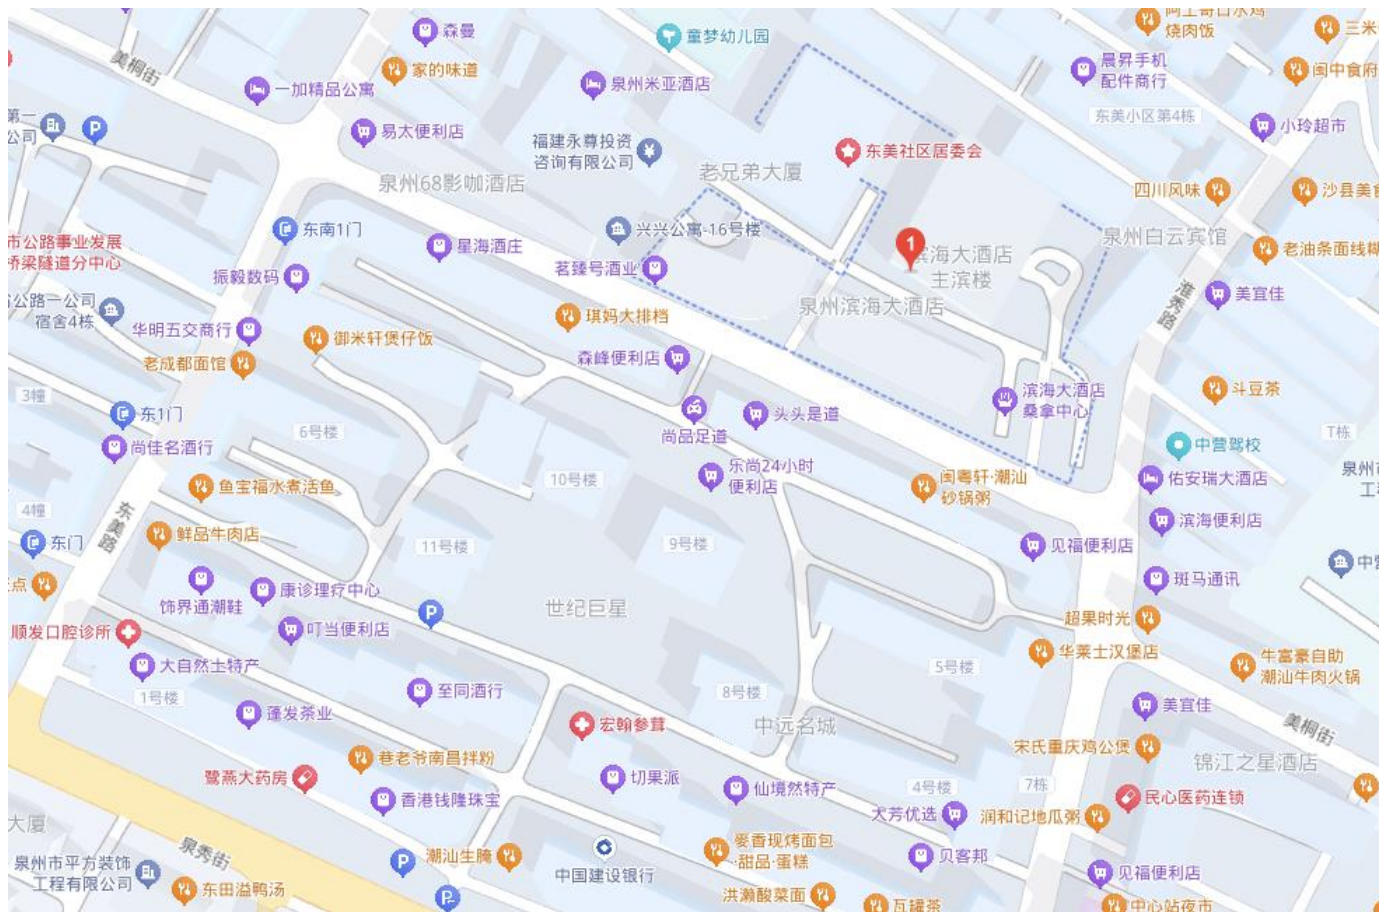 森曼
童梦幼儿园
烧肉饭
三米
美桐街
家的味道
一加精品公寓
泉州米亚酒店
晨昇手机
配件商行
闽中食府
第一
公司
P
易太便利店
福建永尊投资
咨询有限公司
东美社区居委会
东美小区第4栋
小玲超市
泉州68影咖酒店
老兄弟大厦
四川风味
沙县美食
东南1门
星海酒庄
兴兴公寓-16号楼
泉州白云宾馆
老油条面线糊
市公路事业发展
桥梁隧道分中心
振毅数码
茗臻号酒业
1
滨海大酒店
主滨楼
美宜佳
淮秀路
公路一公司
宿舍4栋
华明五交商行
御米轩煲仔饭
琪妈大排档
泉州滨海大酒店
老成都面馆
森峰便利店
3幢
东1门
尚品足道
头头是道
滨海大酒店
桑拿中心
斗豆茶
6号楼
尚佳名酒行
T栋
中营驾校
乐尚24小时
便利店
10号楼
鱼宝福水煮活鱼
闽粤轩·潮汕
砂锅粥
佑安瑞大酒店
泉州市
工程
4幢
东美路
东门
鲜品牛肉店
11号楼
9号楼
见福便利店
滨海便利店
中营
点
饰界通潮鞋
康诊理疗中心
斑马通讯
P
世纪巨星
超果时光
顺发口腔诊所
叮当便利店
华莱士汉堡店
大自然土特产
5号楼
牛富豪自助
潮汕牛肉火锅
1号楼
至同酒行
8号楼
美宜佳
蓬发茶业
宏翰参茸
中远名城
美桐街
巷老爷南昌拌粉
宋氏重庆鸡公煲
锦江之星酒店
鹭燕大药房
切果派
仙境然特产
4号楼
7栋
民心医药连锁
香港钱隆珠宝
犬芳优选
润和记地瓜粥
大厦
泉秀街
麥香现烤面包
·甜品·蛋糕
泉州市平方装饰
工程有限公司
P
潮汕生腌
中国建设银行
贝客邦
见福便利店
东田溢鸭汤
P
洪濑酸菜面
瓦罐茶
中心站夜市